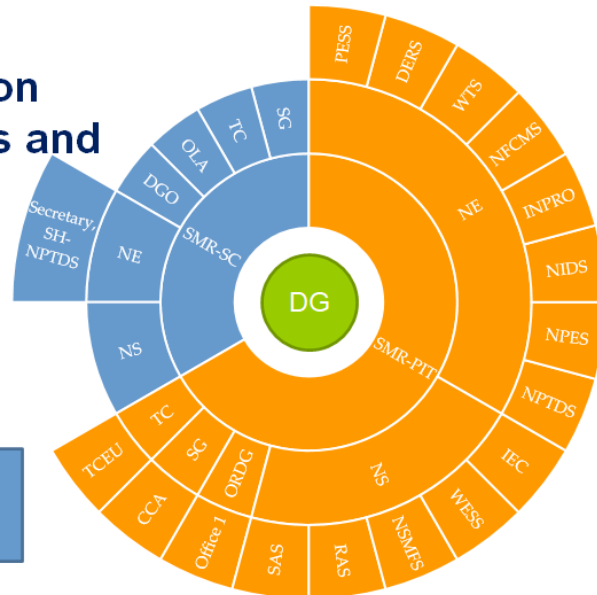 on
s and
DG
SMR-SC
SMR-PIT
SG
TC
OLA
DGO
NE
NS
Secretary,
SH-
NPTDS
NE
NS
ORDG
SG
TC
PESS
DERS
WTS
NFCMS
INPRO
NIDS
NPES
NPTDS
IEC
WESS
NSMFS
RAS
SAS
Office 1
CCA
TCEU